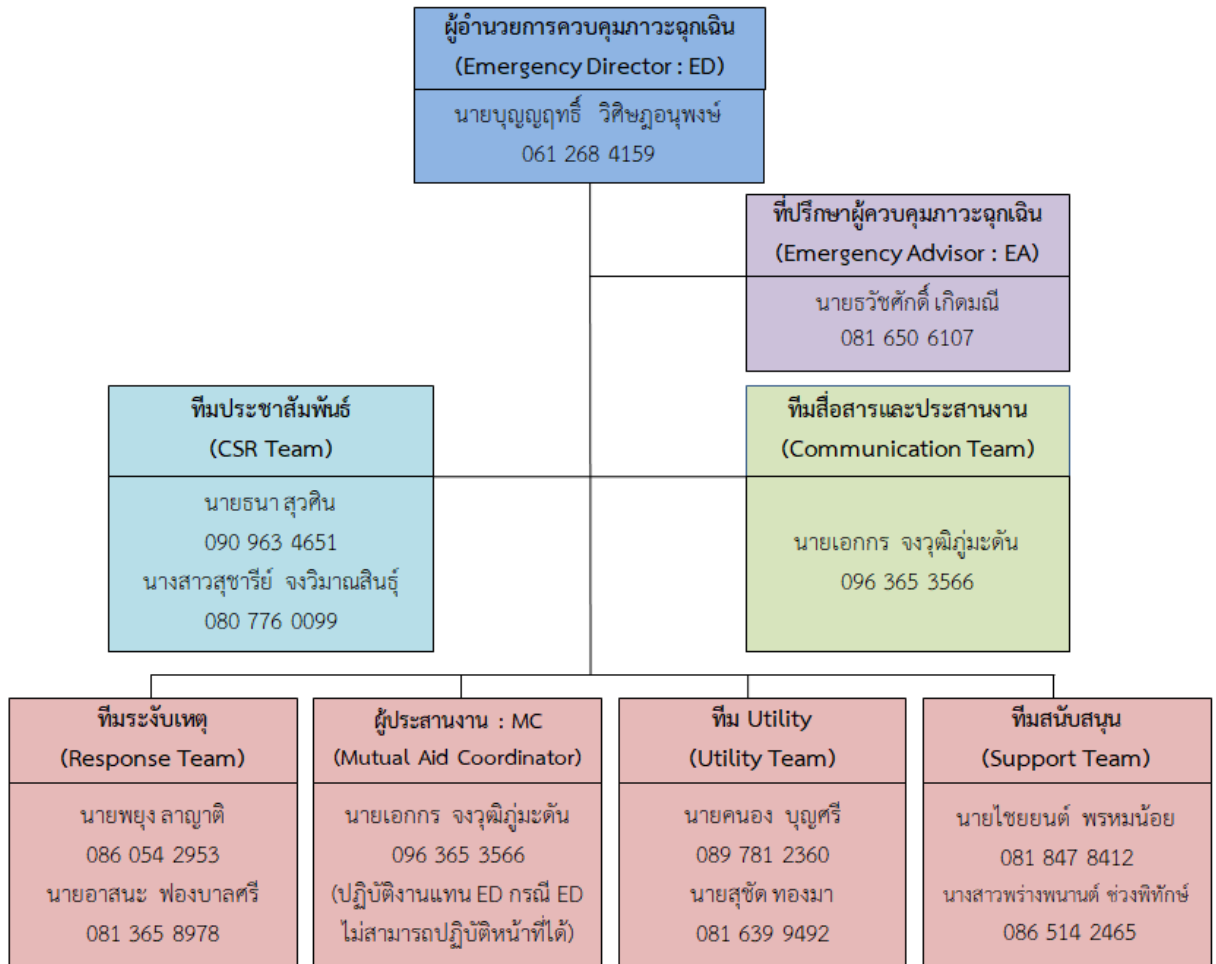 ผู้อำนวยการควบคุมภาวะฉุกเฉิน
(Emergency Director : ED)
นายบุญญฤทธิ์ วิศิษฎอนุพงษ์
061 268 4159
ที่ปรึกษาผู้ควบคุมภาวะฉุกเฉิน
(Emergency Advisor : EA)
นายธวัชศักดิ์ เกิดมณี
081 650 6107
ทีมประชาสัมพันธ์
(CSR Team)
นายธนา สุวศิน
090 963 4651
นางสาวสุชารีย์ จงวิมาณสินธุ์
080 776 0099
ทีมสื่อสารและประสานงาน
(Communication Team)
นายเอกกร จงวุฒิภู่มะดัน
096 365 3566
ทีมระงับเหตุ
(Response Team)
นายพยุง ลาญาติ
086 054 2953
นายอาสนะ ฟองบาลศรี
081 365 8978
ผู้ประสานงาน : MC
(Mutual Aid Coordinator)
นายเอกกร จงวุฒิภู่มะดัน
096 365 3566
(ปฏิบัติงานแทน ED กรณี ED
ไม่สามารถปฏิบัติหน้าที่ได้)
ทีม Utility
(Utility Team)
นายคนอง บุญศรี
089 781 2360
นายสุชัด ทองมา
081 639 9492
ทีมสนับสนุน
(Support Team)
นายไชยยนต์ พรหมน้อย
081 847 8412
นางสาวพร่างพนานต์ ช่วงพิทักษ์
086 514 2465